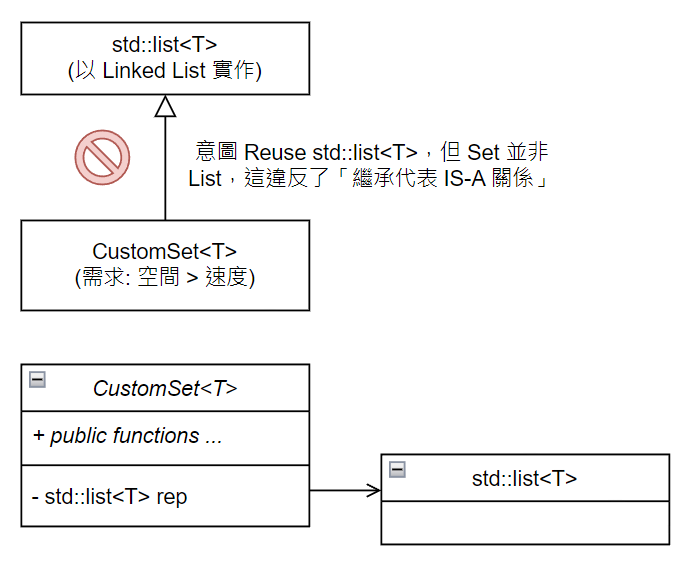 std::list<T>
(以 Linked List 實作)
意圖 Reuse std::list<T>，但 Set 並非
List，這違反了「繼承代表 IS-A 關係」
CustomSet<T>
(需求: 空間 > 速度)
CustomSet<T>
+ public functions ...
- std::list<T> rep
std::list<T>